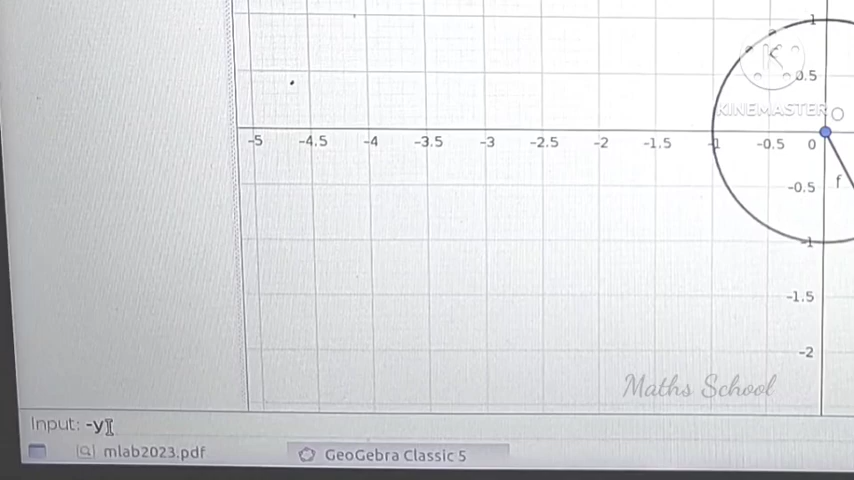 1
0.5
KINEMASTER
O
-5 -4.5 -4 -3.5 -3 -2.5 -2 -1.5 -1 -0.5 0
f
-0.5
-1
-1.5
-2
Maths School
Input: -y
mlab2023.pdf GeoGebra Classic 5